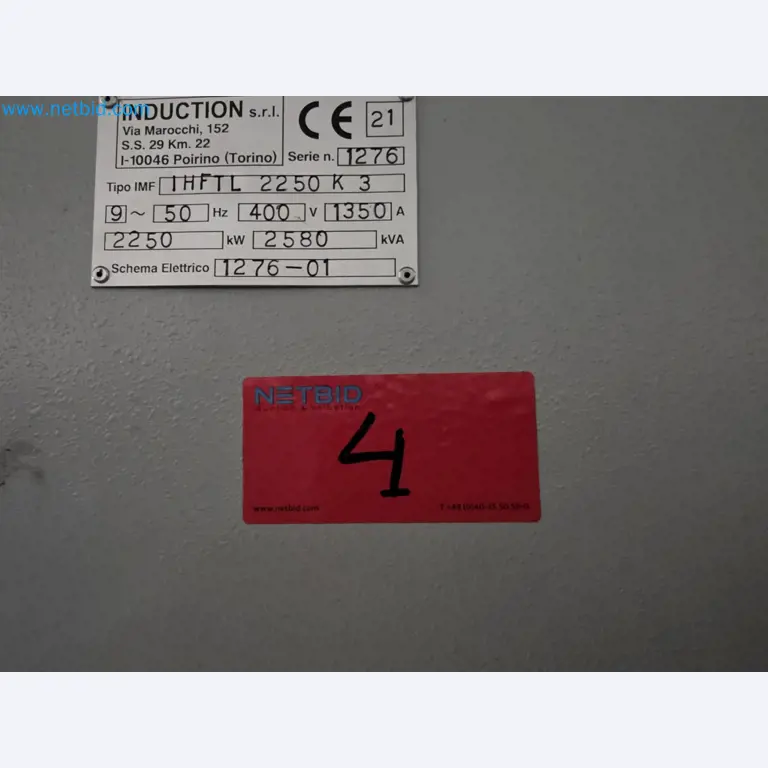 www.netbid.com
INDUCTION s.r.l.
Via Marocchi, 152
S.S. 29 Km. 22
I-10046 Poirino (Torino)
CE 21
Serie n. 1276
Tipo IMF IHFTL 2250 K 3
9 ~ 50 Hz 400 V 1350 A
2250 kW 2580 kVA
Schema Elettrico 1276-01
NETBID
4
www.netbid.com